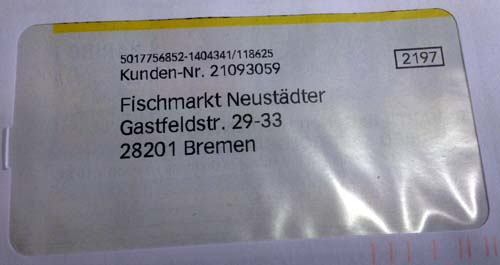 5017756852-1404341/118625
2197
Kunden-Nr. 21093059
Fischmarkt Neustädter
Gastfeldstr. 29-33
28201 Bremen